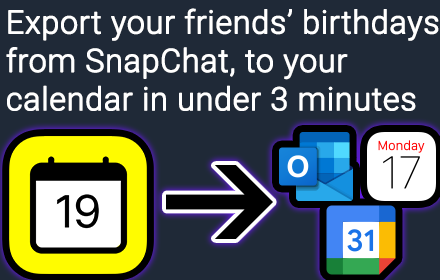 Export your friends’ birthdays
from SnapChat, to your
calendar in under 3 minutes
19
O
Monday
17
31